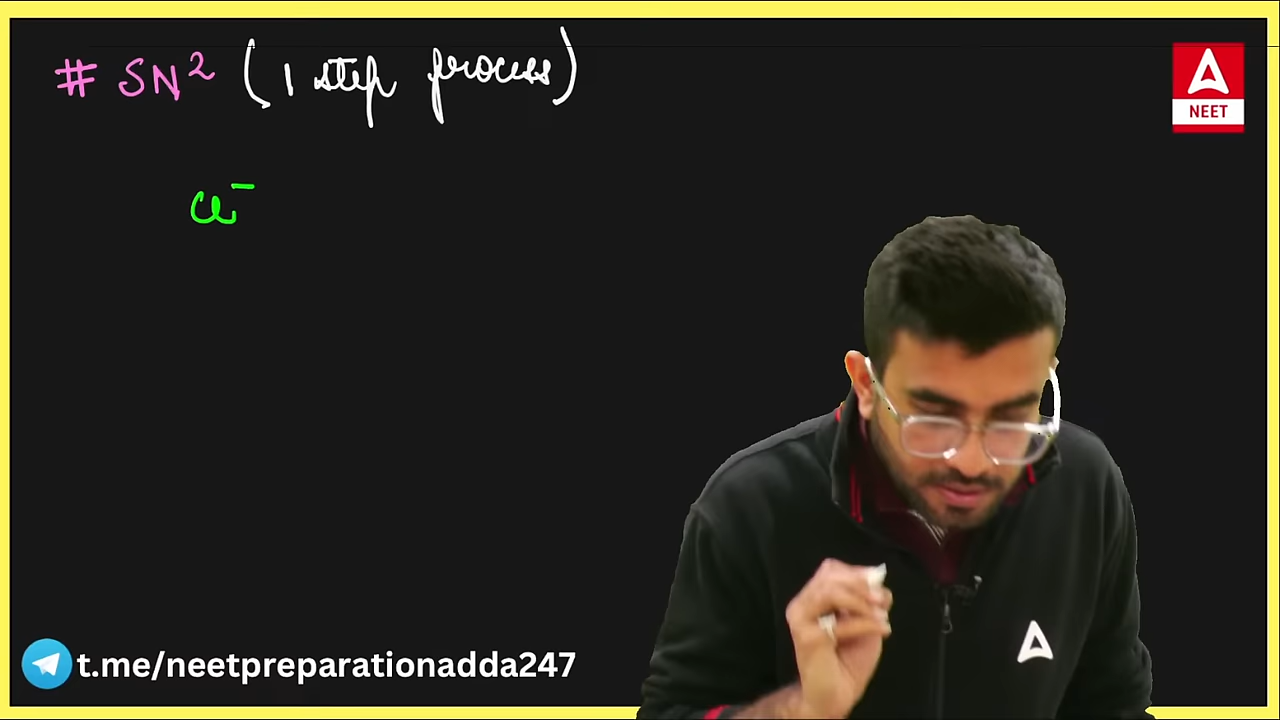 # SN² (1 step process)
NEET
Cl⁻
t.me/neetpreparationadda247